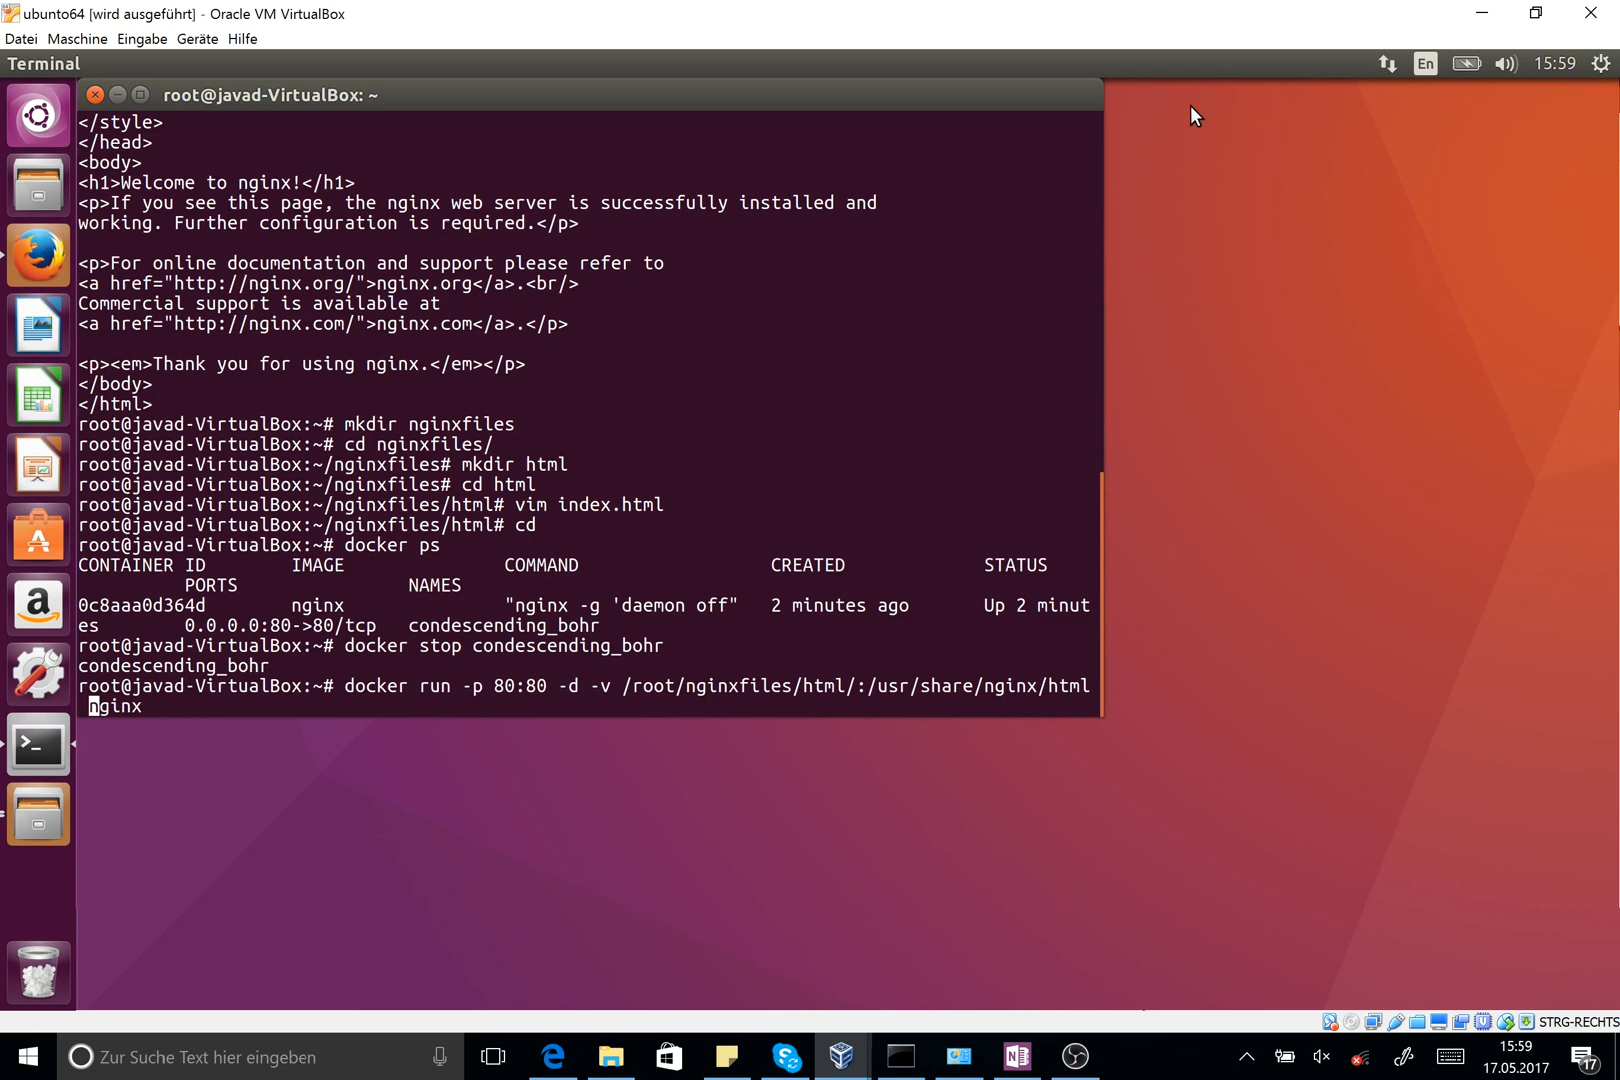 ubunto64 [wird ausgeführt] - Oracle VM VirtualBox
Datei Maschine Eingabe Geräte Hilfe
Terminal
En
15:59
root@javad-VirtualBox: ~
</style>
</head>
<body>
<h1>Welcome to nginx!</h1>
<p>If you see this page, the nginx web server is successfully installed and
working. Further configuration is required.</p>
<p>For online documentation and support please refer to
<a href="http://nginx.org/">nginx.org</a>.<br/>
Commercial support is available at
<a href="http://nginx.com/">nginx.com</a>.</p>
<p><em>Thank you for using nginx.</em></p>
</body>
</html>
root@javad-VirtualBox:~# mkdir nginxfiles
root@javad-VirtualBox:~# cd nginxfiles/
root@javad-VirtualBox:~/nginxfiles# mkdir html
root@javad-VirtualBox:~/nginxfiles# cd html
root@javad-VirtualBox:~/nginxfiles/html# vim index.html
root@javad-VirtualBox:~/nginxfiles/html# cd
root@javad-VirtualBox:~# docker ps
CONTAINER ID IMAGE COMMAND CREATED STATUS
PORTS NAMES
0c8aaa0d364d nginx "nginx -g 'daemon off" 2 minutes ago Up 2 minut
es 0.0.0.0:80->80/tcp condescending_bohr
root@javad-VirtualBox:~# docker stop condescending_bohr
condescending_bohr
root@javad-VirtualBox:~# docker run -p 80:80 -d -v /root/nginxfiles/html/:/usr/share/nginx/html
nginx
STRG-RECHTS
Zur Suche Text hier eingeben
15:59
17.05.2017
17